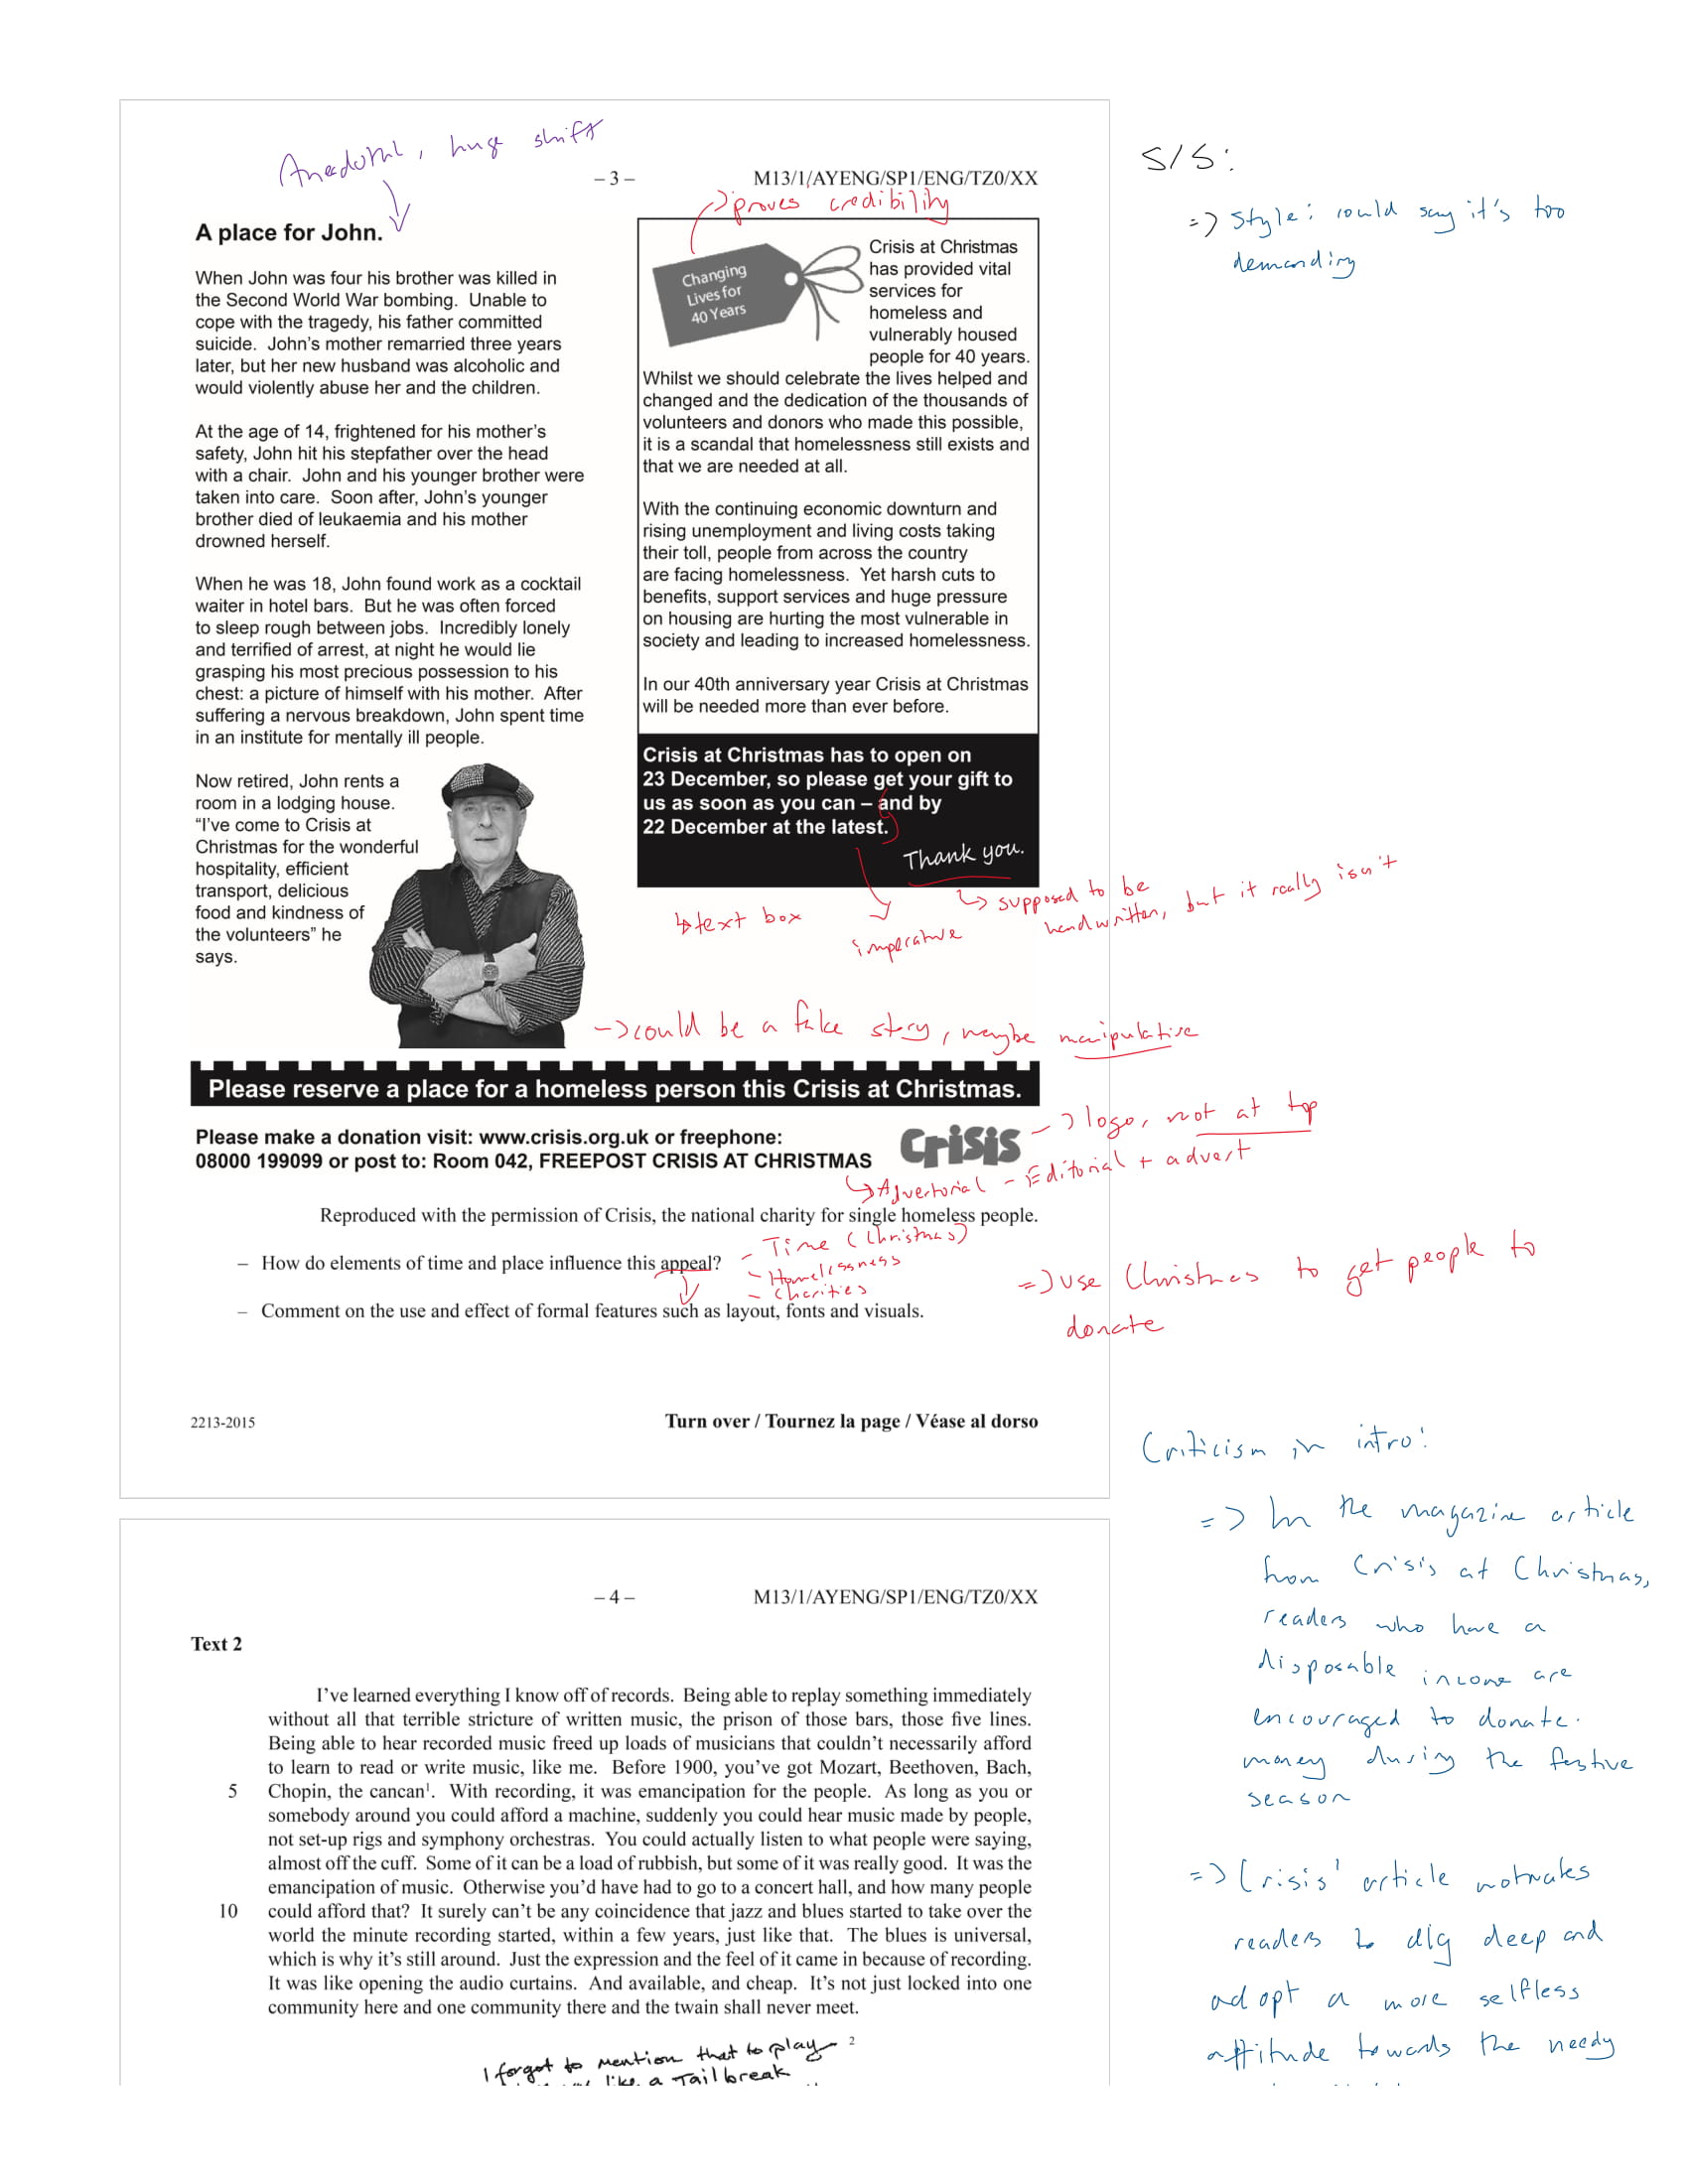 Anecdotal, huge shift
– 3 –
M13/1/AYENG/SP1/ENG/TZ0/XX
S/S:
=> Style: could say it's too
demanding
A place for John.
When John was four his brother was killed in
the Second World War bombing. Unable to
cope with the tragedy, his father committed
suicide. John's mother remarried three years
later, but her new husband was alcoholic and
would violently abuse her and the children.
At the age of 14, frightened for his mother's
safety, John hit his stepfather over the head
with a chair. John and his younger brother were
taken into care. Soon after, John's younger
brother died of leukaemia and his mother
drowned herself.
When he was 18, John found work as a cocktail
waiter in hotel bars. But he was often forced
to sleep rough between jobs. Incredibly lonely
and terrified of arrest, at night he would lie
grasping his most precious possession to his
chest: a picture of himself with his mother. After
suffering a nervous breakdown, John spent time
in an institute for mentally ill people.
Now retired, John rents a
room in a lodging house.
“I've come to Crisis at
Christmas for the wonderful
hospitality, efficient
transport, delicious
food and kindness of
the volunteers” he
says.
-> proves credibility
Changing
Lives for
40 Years
Crisis at Christmas
has provided vital
services for
homeless and
vulnerably housed
people for 40 years.
Whilst we should celebrate the lives helped and
changed and the dedication of the thousands of
volunteers and donors who made this possible,
it is a scandal that homelessness still exists and
that we are needed at all.
With the continuing economic downturn and
rising unemployment and living costs taking
their toll, people from across the country
are facing homelessness. Yet harsh cuts to
benefits, support services and huge pressure
on housing are hurting the most vulnerable in
society and leading to increased homelessness.
In our 40th anniversary year Crisis at Christmas
will be needed more than ever before.
Crisis at Christmas has to open on
23 December, so please get your gift to
us as soon as you can – and by
22 December at the latest.
Thank you.
text box
imperative
supposed to be
handwritten, but it really isn't
-> could be a fake story, maybe manipulative
Please reserve a place for a homeless person this Crisis at Christmas.
Please make a donation visit: www.crisis.org.uk or freephone:
08000 199099 or post to: Room 042, FREEPOST CRISIS AT CHRISTMAS
Crisis
-> logo, not at top
Advertorial - Editorial + advert
Reproduced with the permission of Crisis, the national charity for single homeless people.
– How do elements of time and place influence this appeal?
- Time (Christmas)
- Homelessness
- Charities
=> use Christmas to get people to
donate
– Comment on the use and effect of formal features such as layout, fonts and visuals.
2213-2015
Turn over / Tournez la page / Véase al dorso
Criticism in intro:
=> In the magazine article
from Crisis at Christmas,
readers who have a
disposable income are
encouraged to donate
money during the festive
season
=> Crisis' article motivates
readers to dig deep and
adopt a more selfless
attitude towards the needy
– 4 –
M13/1/AYENG/SP1/ENG/TZ0/XX
Text 2
I've learned everything I know off of records. Being able to replay something immediately
without all that terrible stricture of written music, the prison of those bars, those five lines.
Being able to hear recorded music freed up loads of musicians that couldn't necessarily afford
to learn to read or write music, like me. Before 1900, you've got Mozart, Beethoven, Bach,
5 Chopin, the cancan1. With recording, it was emancipation for the people. As long as you or
somebody around you could afford a machine, suddenly you could hear music made by people,
not set-up rigs and symphony orchestras. You could actually listen to what people were saying,
almost off the cuff. Some of it can be a load of rubbish, but some of it was really good. It was the
emancipation of music. Otherwise you'd have had to go to a concert hall, and how many people
10 could afford that? It surely can't be any coincidence that jazz and blues started to take over the
world the minute recording started, within a few years, just like that. The blues is universal,
which is why it's still around. Just the expression and the feel of it came in because of recording.
It was like opening the audio curtains. And available, and cheap. It's not just locked into one
community here and one community there and the twain shall never meet.
I forgot to mention that to play 2
like a Jailbreak